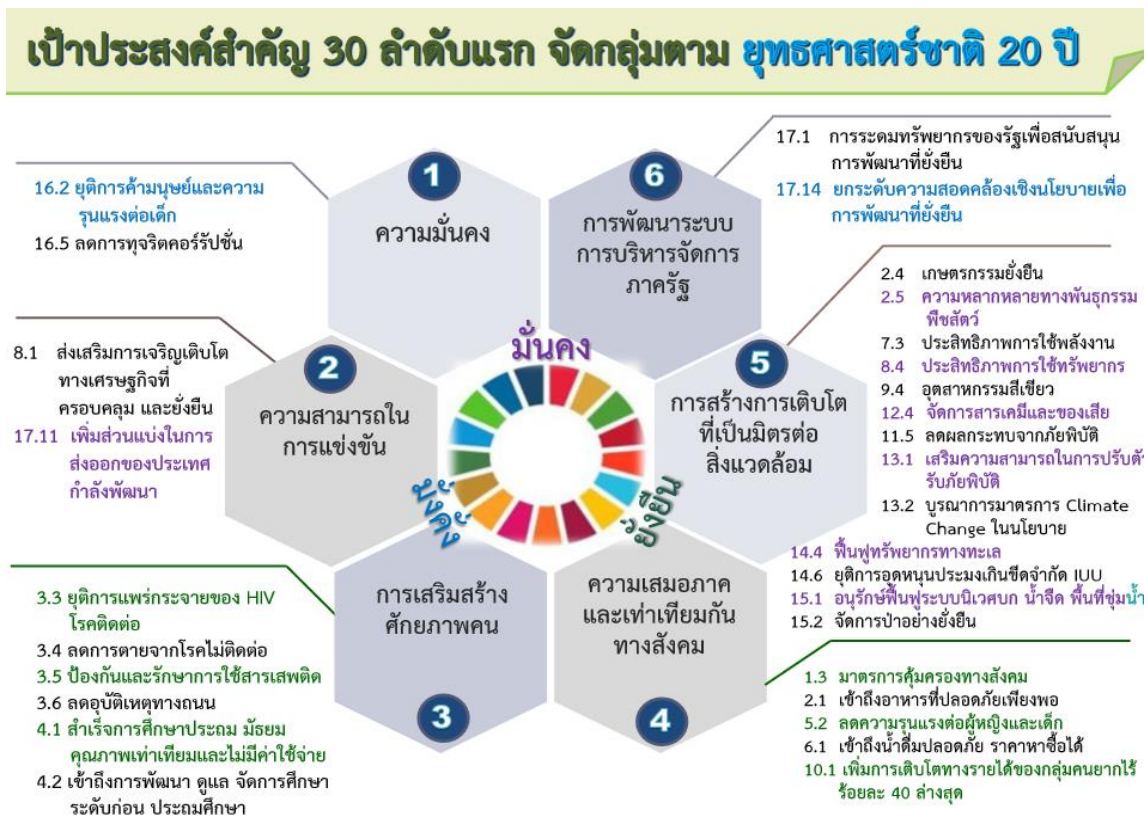 เป้าประสงค์สำคัญ 30 ลำดับแรก จัดกลุ่มตาม ยุทธศาสตร์ชาติ 20 ปี
1
ความมั่นคง
16.2 ยุติการค้ามนุษย์และความ
รุนแรงต่อเด็ก
16.5 ลดการทุจริตคอร์รัปชั่น
6
การพัฒนาระบบ
การบริหารจัดการ
ภาครัฐ
17.1 การระดมทรัพยากรของรัฐเพื่อสนับสนุน
การพัฒนาที่ยั่งยืน
17.14 ยกระดับความสอดคล้องเชิงนโยบายเพื่อ
การพัฒนาที่ยั่งยืน
2
ความสามารถใน
การแข่งขัน
8.1 ส่งเสริมการเจริญเติบโต
ทางเศรษฐกิจที่
ครอบคลุม และยั่งยืน
17.11 เพิ่มส่วนแบ่งในการ
ส่งออกของประเทศ
กำลังพัฒนา
มั่นคง
มั่งคั่ง
ยั่งยืน
5
การสร้างการเติบโต
ที่เป็นมิตรต่อ
สิ่งแวดล้อม
2.4 เกษตรกรรมยั่งยืน
2.5 ความหลากหลายทางพันธุกรรม
พืชสัตว์
7.3 ประสิทธิภาพการใช้พลังงาน
8.4 ประสิทธิภาพการใช้ทรัพยากร
9.4 อุตสาหกรรมสีเขียว
12.4 จัดการสารเคมีและของเสีย
11.5 ลดผลกระทบจากภัยพิบัติ
13.1 เสริมความสามารถในการปรับตัว
รับภัยพิบัติ
13.2 บูรณาการมาตรการ Climate
Change ในนโยบาย
14.4 ฟื้นฟูทรัพยากรทางทะเล
14.6 ยุติการอุดหนุนประมงเกินขีดจำกัด IUU
15.1 อนุรักษ์ฟื้นฟูระบบนิเวศบก น้ำจืด พื้นที่ชุ่มน้ำ
15.2 จัดการป่าอย่างยั่งยืน
การเสริมสร้าง
ศักยภาพคน
3
3.3 ยุติการแพร่กระจายของ HIV
โรคติดต่อ
3.4 ลดการตายจากโรคไม่ติดต่อ
3.5 ป้องกันและรักษาการใช้สารเสพติด
3.6 ลดอุบัติเหตุทางถนน
4.1 สำเร็จการศึกษาประถม มัธยม
คุณภาพเท่าเทียมและไม่มีค่าใช้จ่าย
4.2 เข้าถึงการพัฒนา ดูแล จัดการศึกษา
ระดับก่อน ประถมศึกษา
ความเสมอภาค
และเท่าเทียมกัน
ทางสังคม
4
1.3 มาตรการคุ้มครองทางสังคม
2.1 เข้าถึงอาหารที่ปลอดภัยเพียงพอ
5.2 ลดความรุนแรงต่อผู้หญิงและเด็ก
6.1 เข้าถึงน้ำดื่มปลอดภัย ราคาหาซื้อได้
10.1 เพิ่มการเติบโตทางรายได้ของกลุ่มคนยากไร้
ร้อยละ 40 ล่างสุด